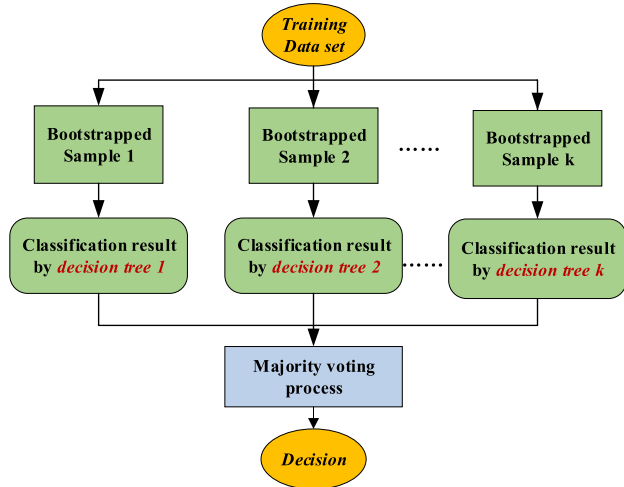 Training
Data set
Bootstrapped
Sample 1
Bootstrapped
Sample 2
......
Bootstrapped
Sample k
Classification result
by decision tree 1
Classification result
by decision tree 2
......
Classification result
by decision tree k
Majority voting
process
Decision